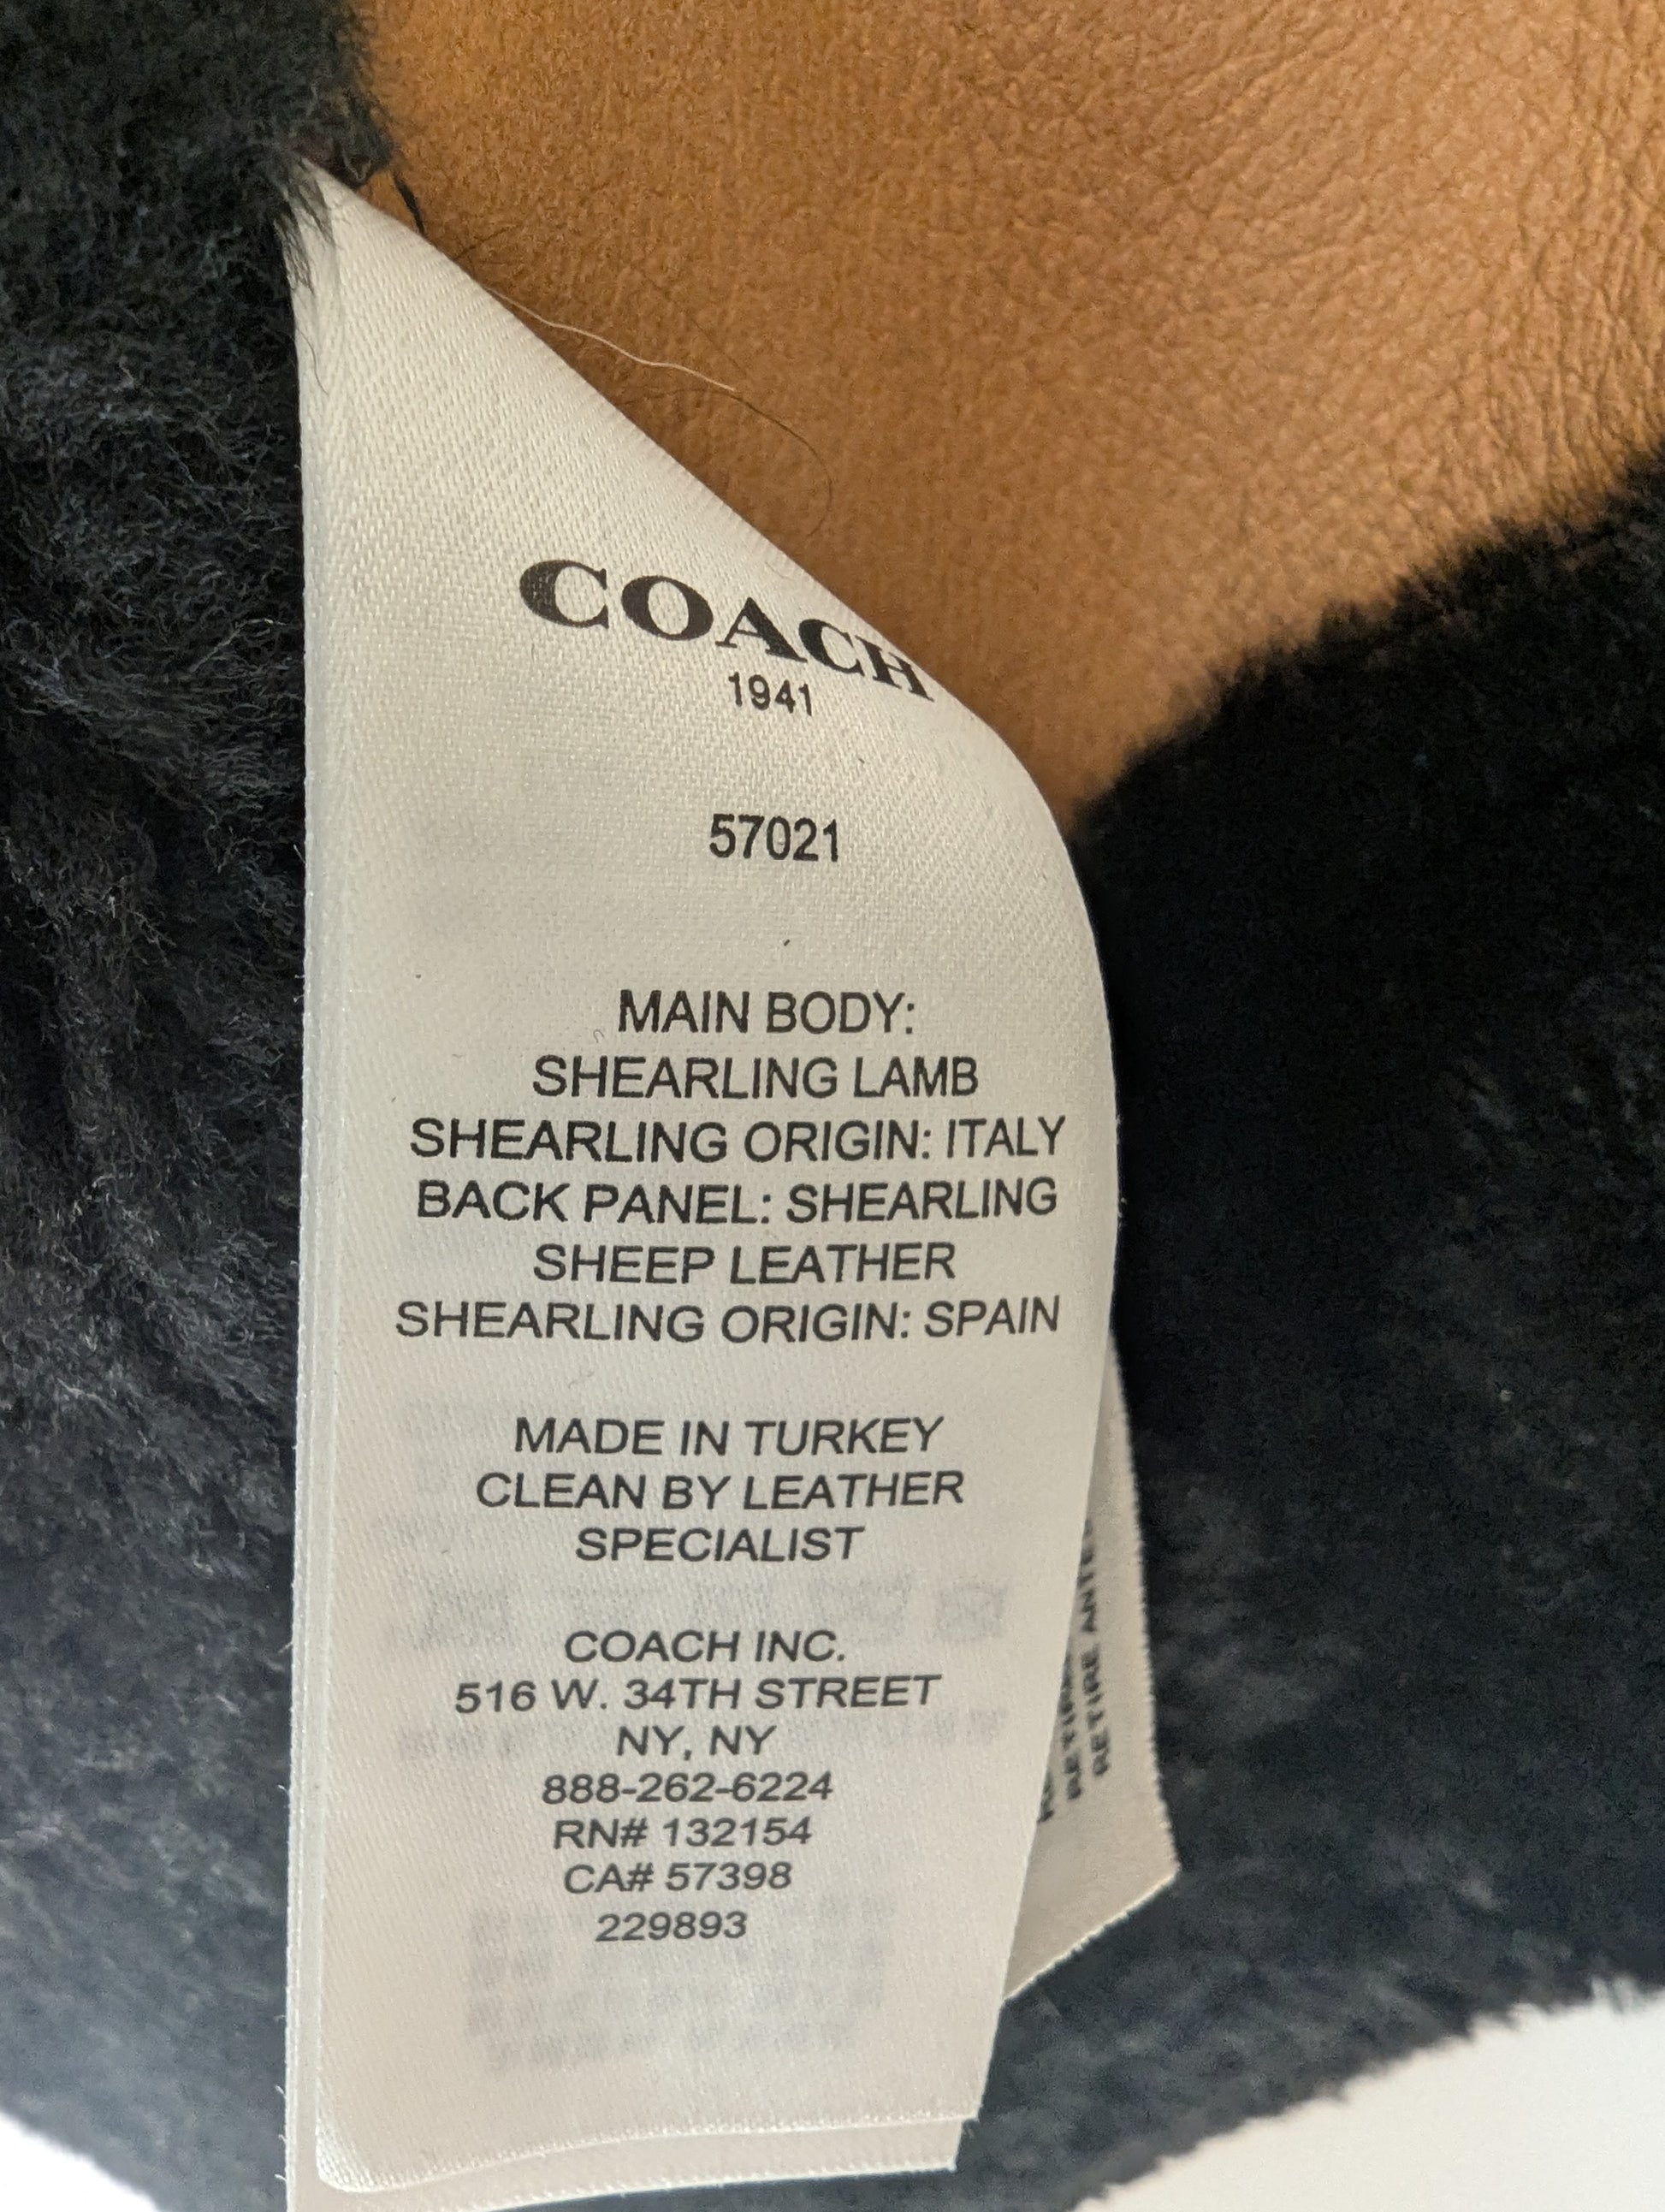 COACH
1941
57021
MAIN BODY:
SHEARLING LAMB
SHEARLING ORIGIN: ITALY
BACK PANEL: SHEARLING
SHEEP LEATHER
SHEARLING ORIGIN: SPAIN
MADE IN TURKEY
CLEAN BY LEATHER
SPECIALIST
COACH INC.
516 W. 34TH STREET
NY, NY
888-262-6224
RN# 132154
CA# 57398
229893
RETIRE